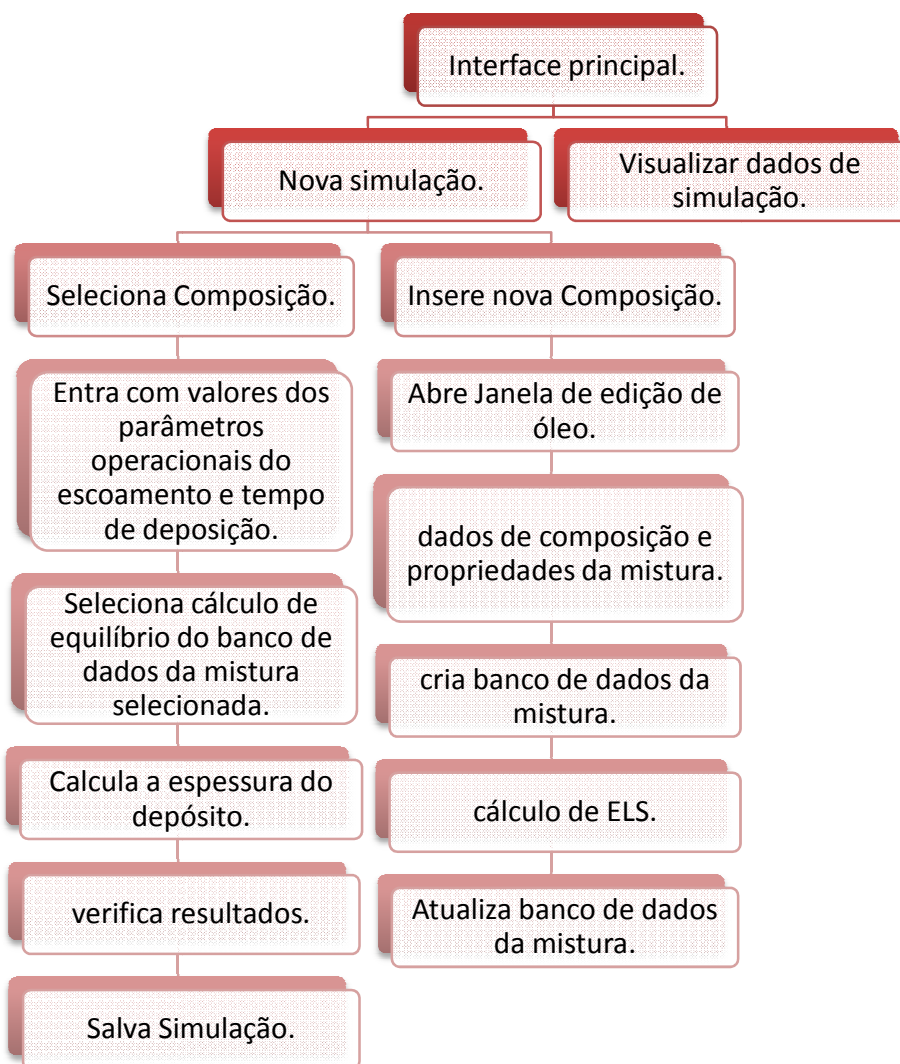 Interface principal.
Nova simulação.
Visualizar dados de
simulação.
Seleciona Composição.
Insere nova Composição.
Entra com valores dos
parâmetros
operacionais do
escoamento e tempo
de deposição.
Abre Janela de edição de
óleo.
dados de composição e
propriedades da mistura.
Seleciona cálculo de
equilíbrio do banco de
dados da mistura
selecionada.
cria banco de dados da
mistura.
Calcula a espessura do
depósito.
cálculo de ELS.
verifica resultados.
Atualiza banco de dados
da mistura.
Salva Simulação.